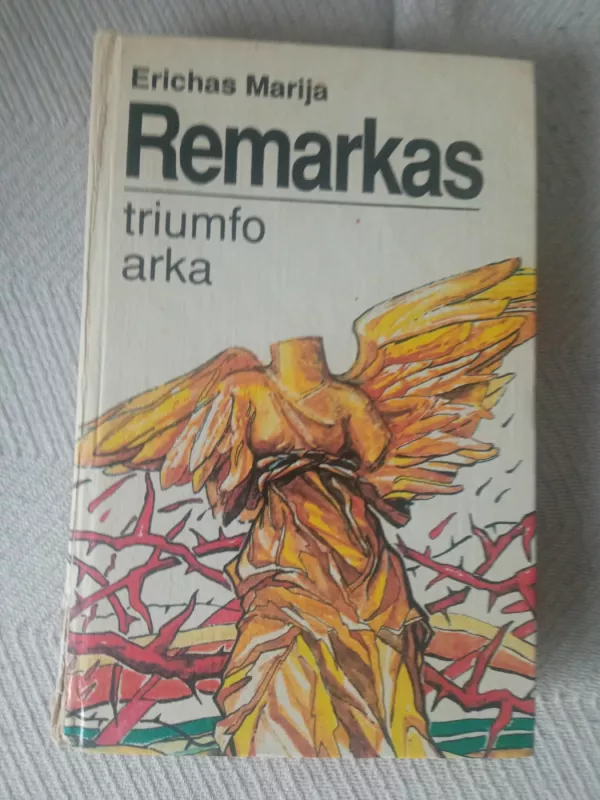 Erichas Marija
Remarkas
triumfo
arka